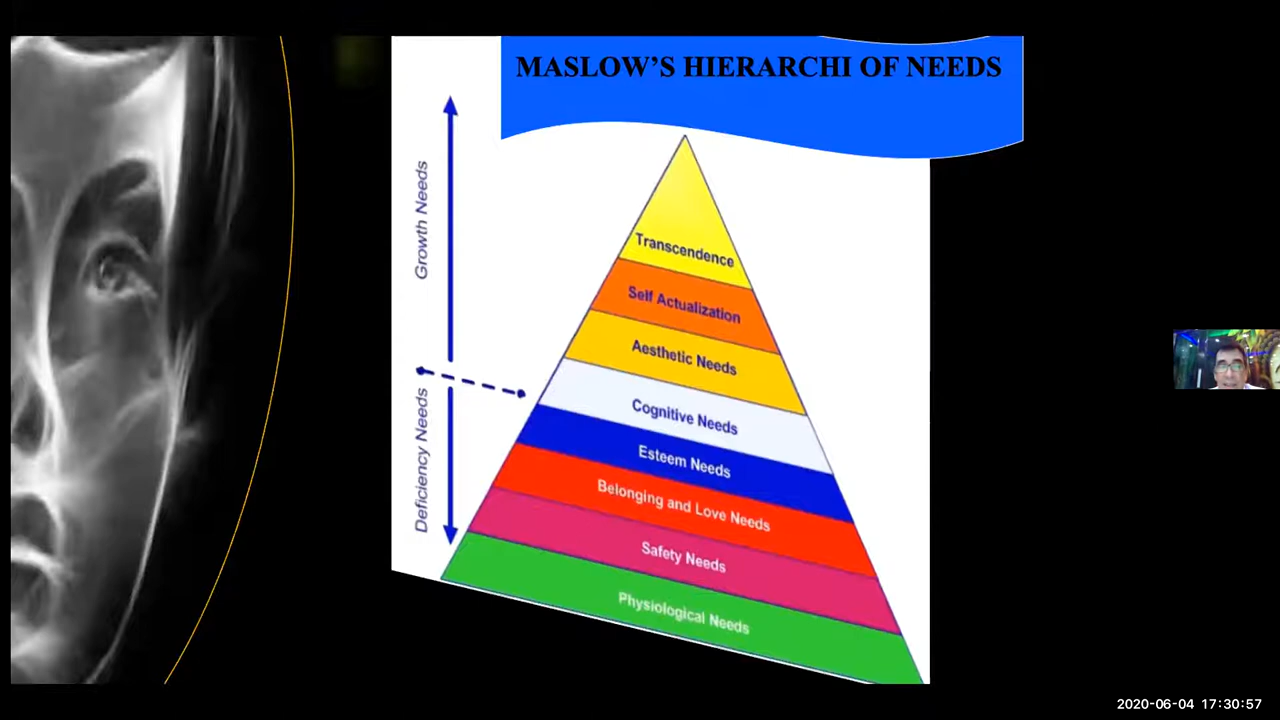 MASLOW'S HIERARCHI OF NEEDS
Growth Needs
Deficiency Needs
Transcendence
Self Actualization
Aesthetic Needs
Cognitive Needs
Esteem Needs
Belonging and Love Needs
Safety Needs
Physiological Needs
2020-06-04 17:30:57